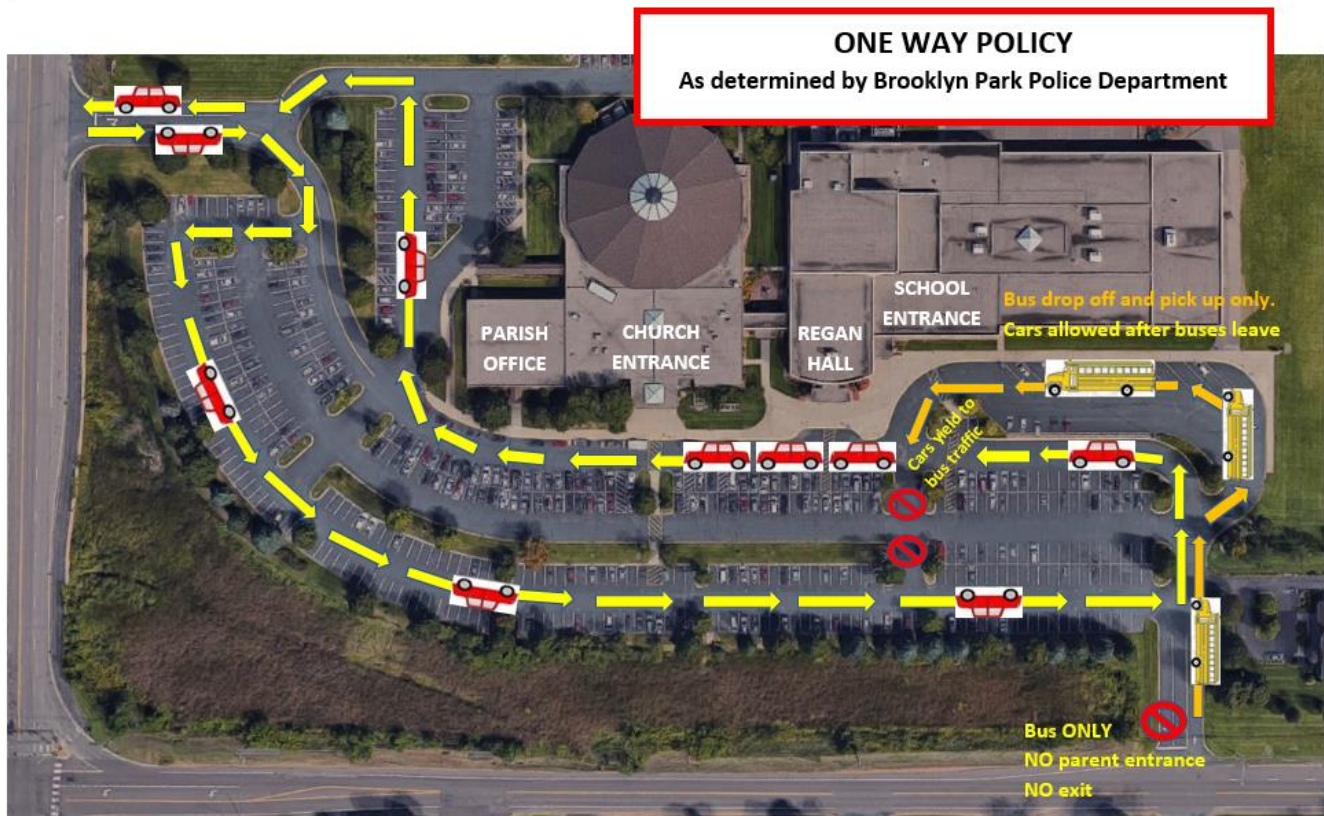 ONE WAY POLICY
As determined by Brooklyn Park Police Department
PARISH
OFFICE
CHURCH
ENTRANCE
REGAN
HALL
SCHOOL
ENTRANCE
Bus drop off and pick up only.
Cars allowed after buses leave
Cars yield to
bus traffic
Bus ONLY
NO parent entrance
NO exit